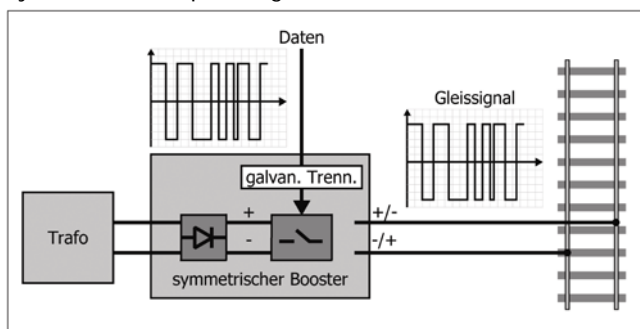 Daten
Gleissignal
galvan. Trenn.
+
+/-
Trafo
-
-/+
symmetrischer Booster